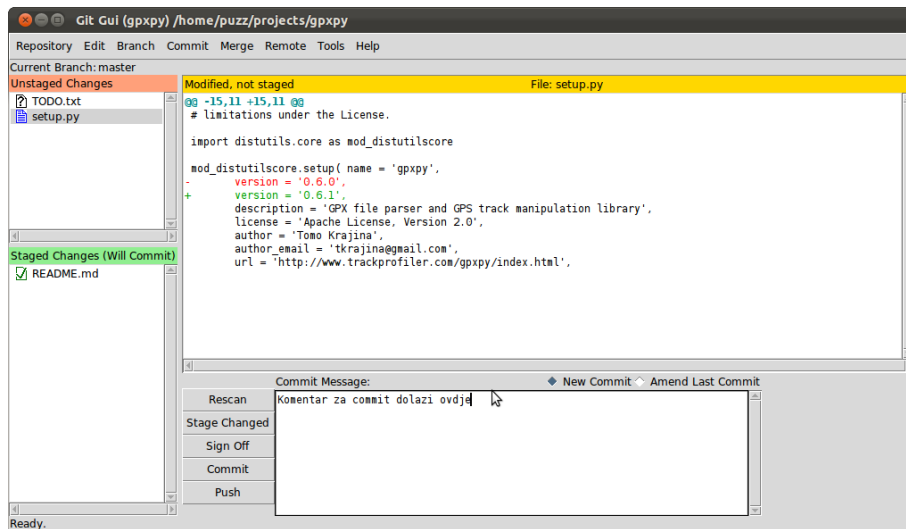 Git Gui (gpxpy) /home/puzz/projects/gpxpy
Repository Edit Branch Commit Merge Remote Tools Help
Current Branch: master
Unstaged Changes
TODO.txt
setup.py
Staged Changes (Will Commit)
README.md
Modified, not staged File: setup.py
@@ -15,11 +15,11 @@
# limitations under the License.
import distutils.core as mod_distutilscore
mod_distutilscore.setup( name = 'gpxpy',
- version = '0.6.0',
+ version = '0.6.1',
description = 'GPX file parser and GPS track manipulation library',
license = 'Apache License, Version 2.0',
author = 'Tomo Krajina',
author_email = 'tkrajina@gmail.com',
url = 'http://www.trackprofiler.com/gpxpy/index.html',
Commit Message: New Commit Amend Last Commit
Rescan
Stage Changed
Sign Off
Commit
Push
Komentar za commit dolazi ovdje
Ready.